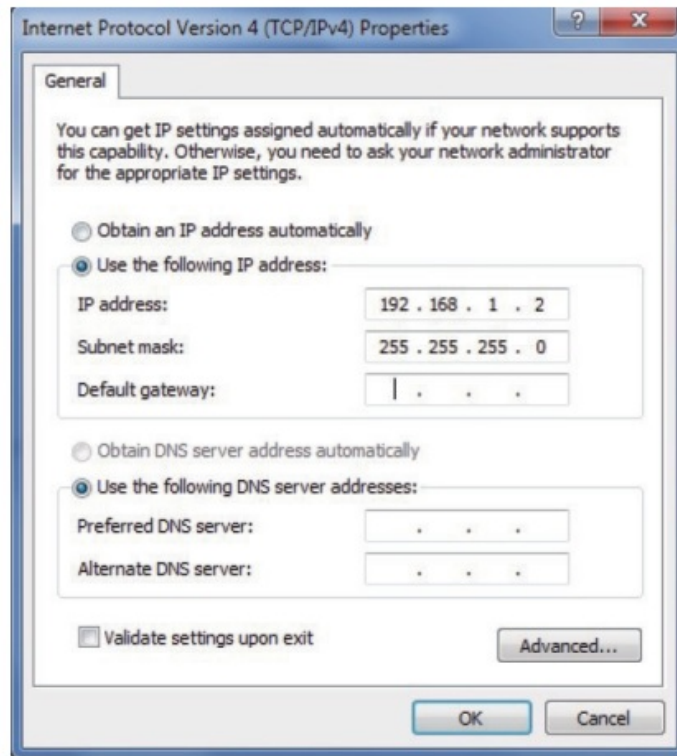 Internet Protocol Version 4 (TCP/IPv4) Properties
? X
General
You can get IP settings assigned automatically if your network supports
this capability. Otherwise, you need to ask your network administrator
for the appropriate IP settings.
Obtain an IP address automatically
Use the following IP address:
IP address: 192 . 168 . 1 . 2
Subnet mask: 255 . 255 . 255 . 0
Default gateway: . . .
Obtain DNS server address automatically
Use the following DNS server addresses:
Preferred DNS server: . . .
Alternate DNS server: . . .
Validate settings upon exit
Advanced...
OK Cancel